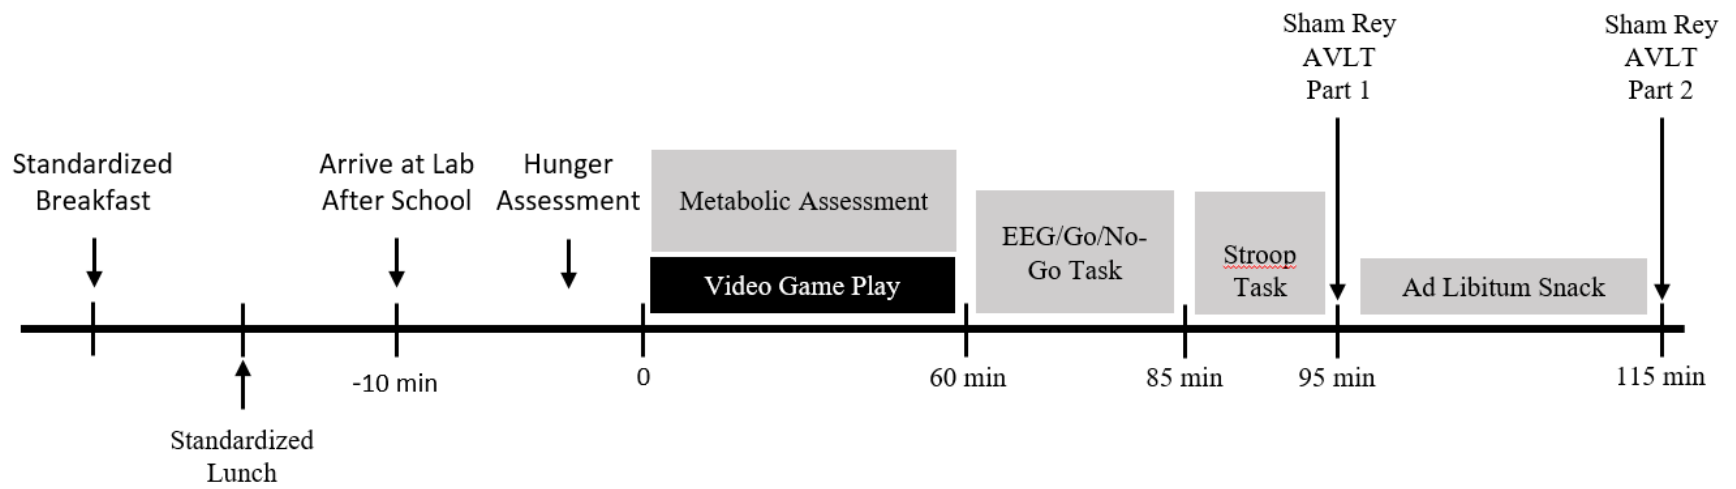 Sham Rey
AVLT
Part 1
Sham Rey
AVLT
Part 2
Standardized
Breakfast
Arrive at Lab
After School
Hunger
Assessment
Metabolic Assessment
Video Game Play
EEG/Go/No-
Go Task
Stroop
Task
Ad Libitum Snack
-10 min
0
60 min
85 min
95 min
115 min
Standardized
Lunch